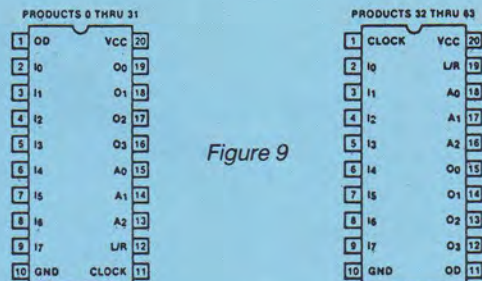 PRODUCTS 0 THRU 31
1 OD VCC 20
2 I0 O0 19
3 I1 O1 18
4 I2 O2 17
5 I3 O3 16
6 I4 A0 15
7 I5 A1 14
8 I6 A2 13
9 I7 L/R 12
10 GND CLOCK 11
Figure 9
PRODUCTS 32 THRU 63
1 CLOCK VCC 20
2 I0 L/R 19
3 I1 A0 18
4 I2 A1 17
5 I3 A2 16
6 I4 O0 15
7 I5 O1 14
8 I6 O2 13
9 I7 O3 12
10 GND OD 11